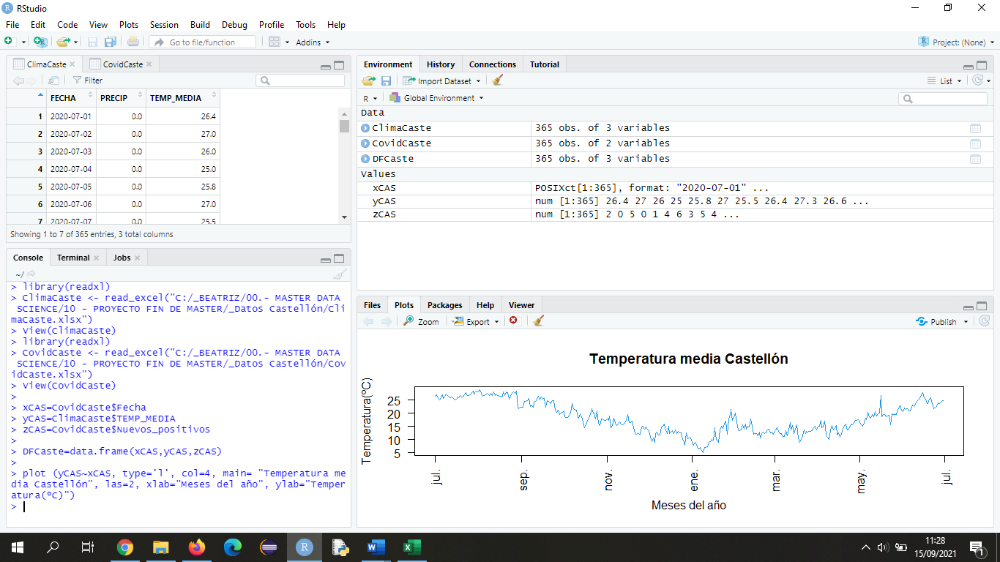 RStudio
File Edit Code View Plots Session Build Debug Profile Tools Help
Go to file/function Addins Project: (None)
ClimaCaste CovidCaste
Filter
FECHA PRECIP TEMP_MEDIA
1 2020-07-01 0.0 26.4
2 2020-07-02 0.0 27.0
3 2020-07-03 0.0 26.0
4 2020-07-04 0.0 25.0
5 2020-07-05 0.0 25.8
6 2020-07-06 0.0 27.0
7 2020-07-07 0.0 25.5
Showing 1 to 7 of 365 entries, 3 total columns
Console Terminal Jobs
~/
> library(readxl)
> ClimaCaste <- read_excel("C:/_BEATRIZ/00.- MASTER DATA
SCIENCE/10 - PROYECTO FIN DE MASTER/_Datos Castellón/Cli
maCaste.xlsx")
> View(ClimaCaste)
> library(readxl)
> CovidCaste <- read_excel("C:/_BEATRIZ/00.- MASTER DATA
SCIENCE/10 - PROYECTO FIN DE MASTER/_Datos Castellón/Cov
idCaste.xlsx")
> View(CovidCaste)
>
> xCAS=CovidCaste$Fecha
> yCAS=ClimaCaste$TEMP_MEDIA
> zCAS=CovidCaste$Nuevos_positivos
>
> DFCaste=data.frame(xCAS,yCAS,zCAS)
>
> plot (yCAS~xCAS, type='l', col=4, main= "Temperatura me
dia Castellón", las=2, xlab="Meses del año", ylab="Temper
atura(ºC)")
>
Environment History Connections Tutorial
Import Dataset List
R Global Environment
Data
ClimaCaste 365 obs. of 3 variables
CovidCaste 365 obs. of 2 variables
DFCaste 365 obs. of 3 variables
Values
xCAS POSIXct[1:365], format: "2020-07-01" ...
yCAS num [1:365] 26.4 27 26 25 25.8 27 25.5 26.4 27.3 26.6 ...
zCAS num [1:365] 2 0 5 0 1 4 6 3 5 4 ...
Files Plots Packages Help Viewer
Zoom Export Publish
Temperatura media Castellón
Temperatura(ºC)
25
20
15
10
5
jul. sep. nov. ene. mar. may. jul.
Meses del año
11:28
15/09/2021
1